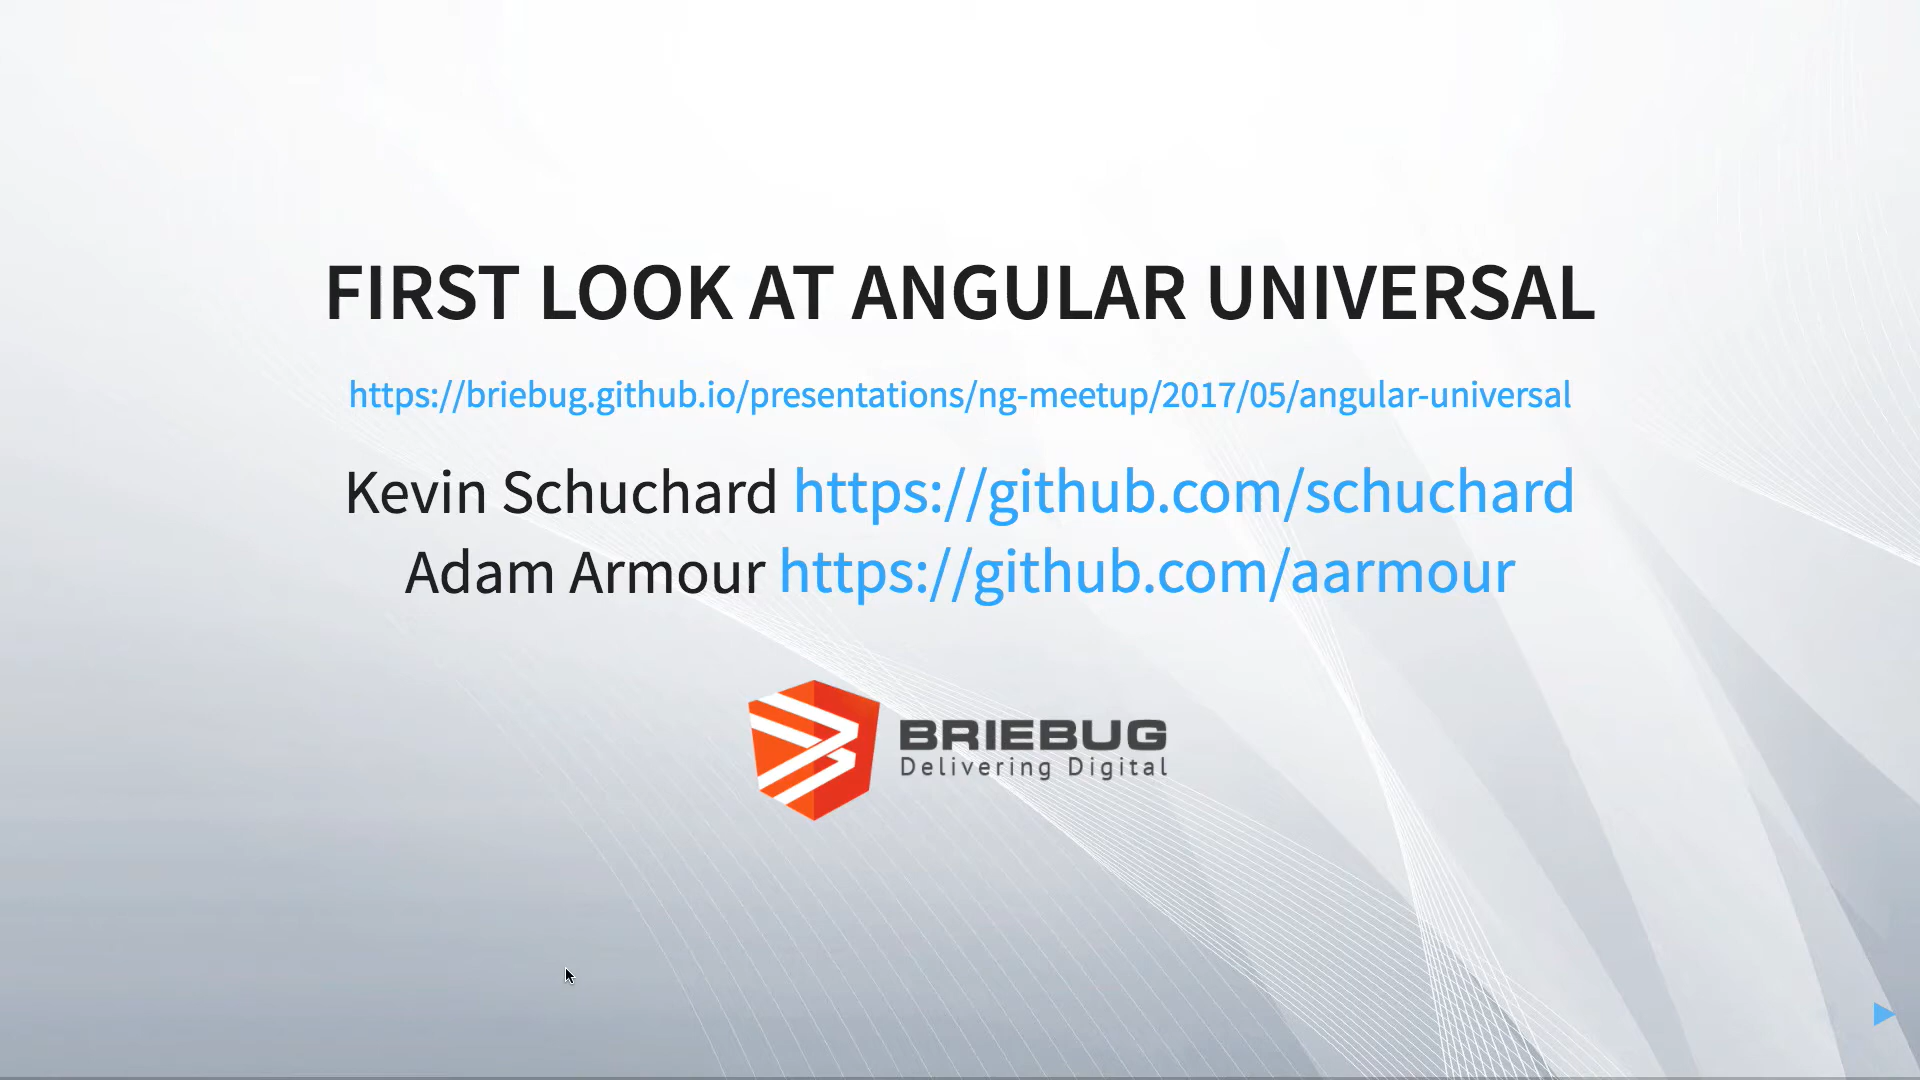 FIRST LOOK AT ANGULAR UNIVERSAL
https://briebug.github.io/presentations/ng-meetup/2017/05/angular-universal
Kevin Schuchard https://github.com/schuchard
Adam Armour https://github.com/aarmour
BRIEBUG
Delivering Digital